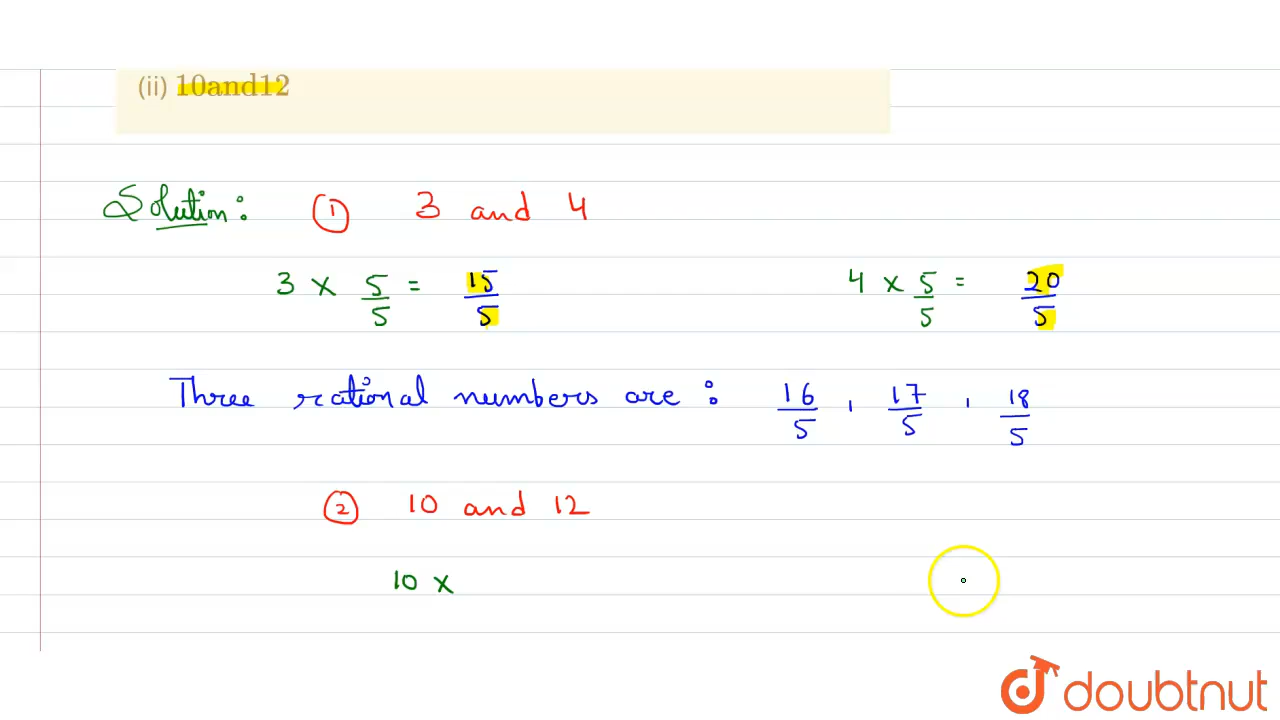 (ii) 10and12
Solution: ① 3 and 4
3 × 5/5 = 15/5 4 × 5/5 = 20/5
Three rational numbers are: 16/5, 17/5, 18/5
② 10 and 12
10 ×
doubtnut